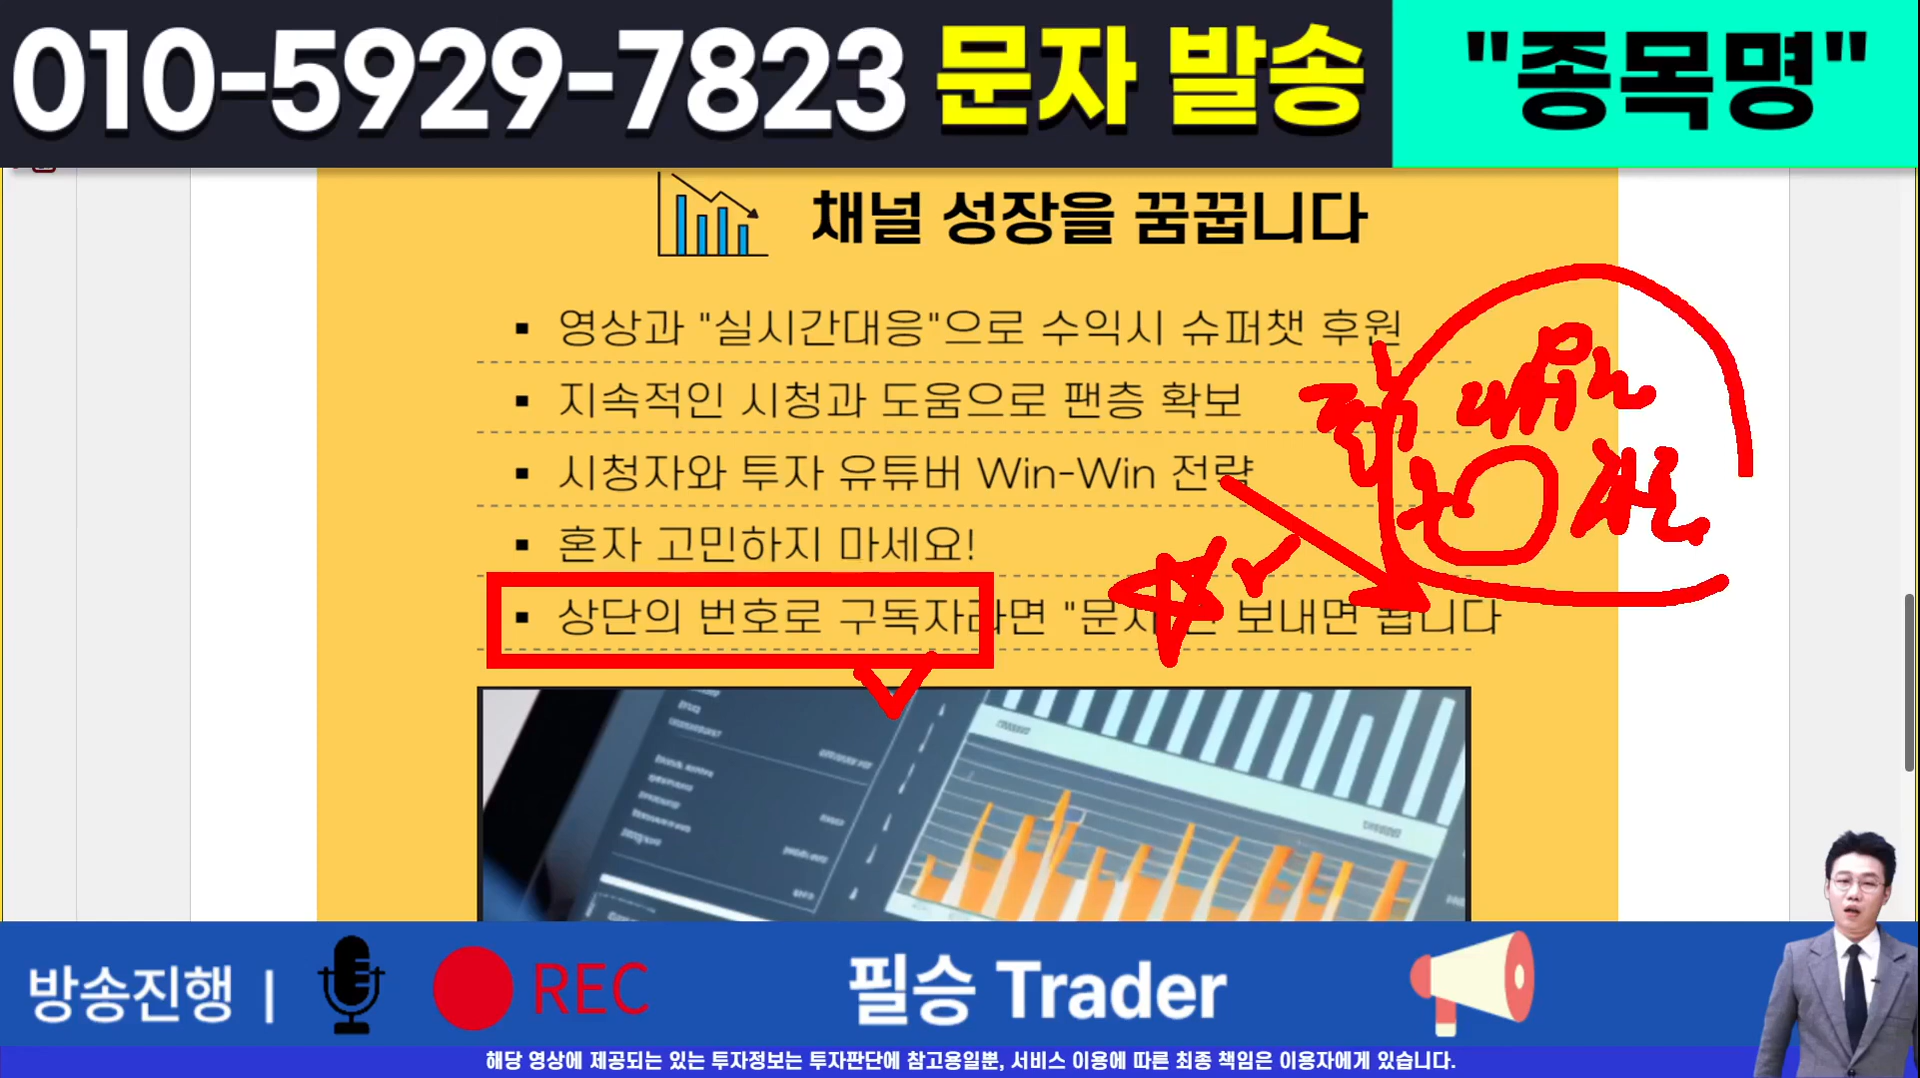 010-5929-7823 문자 발송 "종목명"
채널 성장을 꿈꿉니다
▪ 영상과 "실시간대응"으로 수익시 슈퍼챗 후원
▪ 지속적인 시청과 도움으로 팬층 확보
▪ 시청자와 투자 유튜버 Win-Win 전략
▪ 혼자 고민하지 마세요!
▪ 상단의 번호로 구독자라면 "문자 보내면 됩니다
방송진행 | REC 필승 Trader
해당 영상에 제공되는 있는 투자정보는 투자판단에 참고용일뿐, 서비스 이용에 따른 최종 책임은 이용자에게 있습니다.